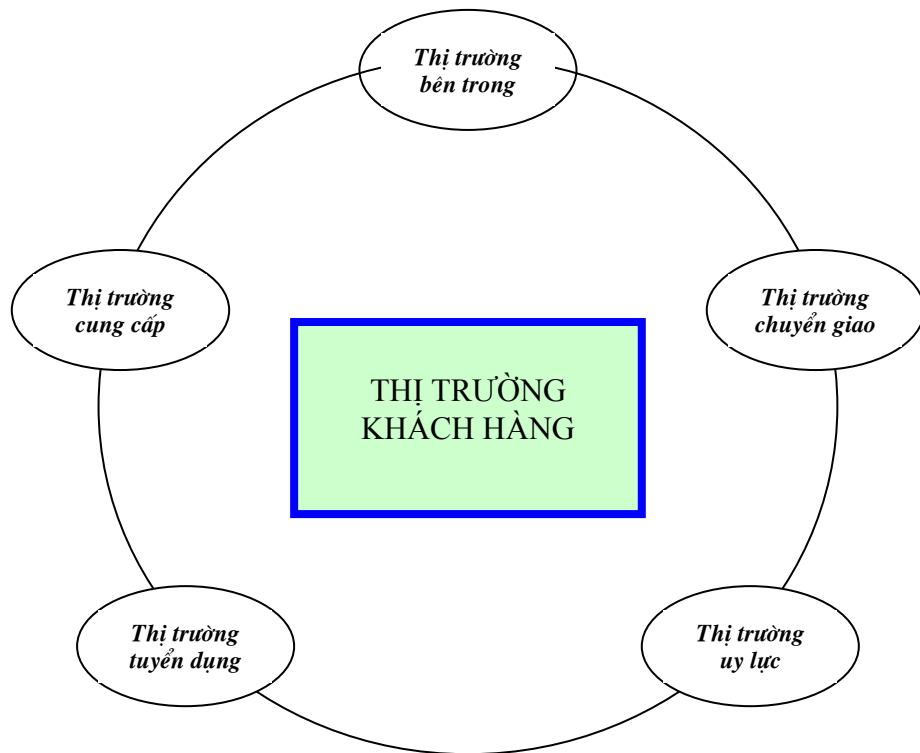 Thị trường
bên trong
Thị trường
cung cấp
Thị trường
chuyển giao
THỊ TRƯỜNG
KHÁCH HÀNG
Thị trường
tuyển dụng
Thị trường
uy lực